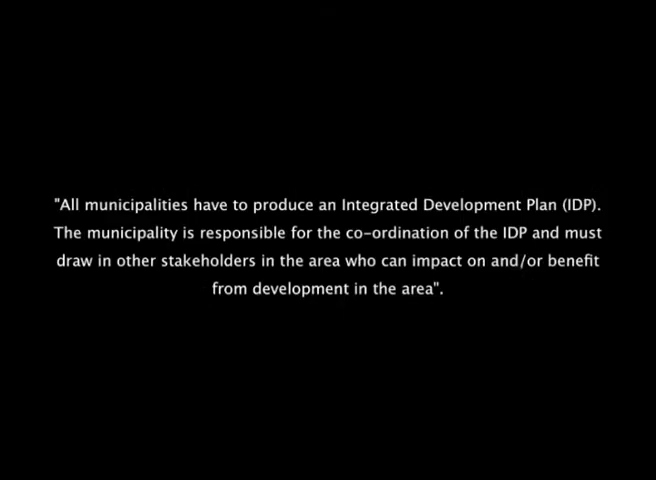 "All municipalities have to produce an Integrated Development Plan (IDP).
The municipality is responsible for the co-ordination of the IDP and must
draw in other stakeholders in the area who can impact on and/or benefit
from development in the area".